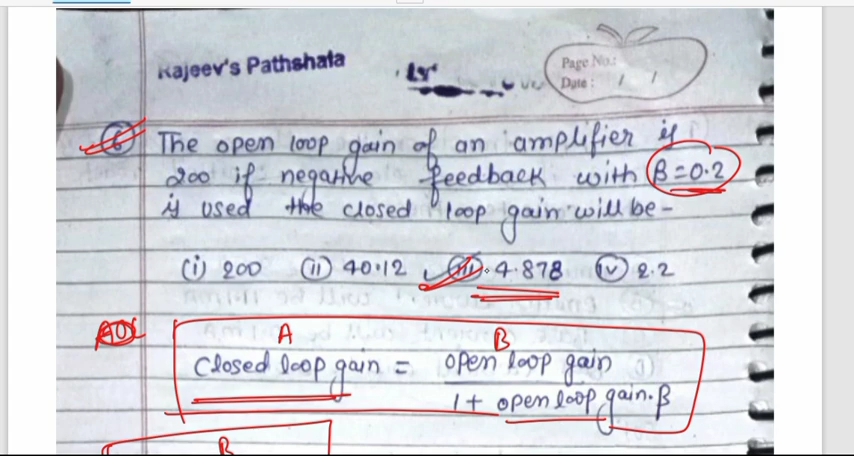 Rajeev's Pathshala
Page No.:
Date : / /
6 The open loop gain of an amplifier is
200 if negative feedback with β=0.2
is used the closed loop gain will be-
(i) 200 (ii) 40.12 (iii) 4.878 (iv) 2.2
A B
Closed loop gain = open loop gain
1+ open loop gain.β
B